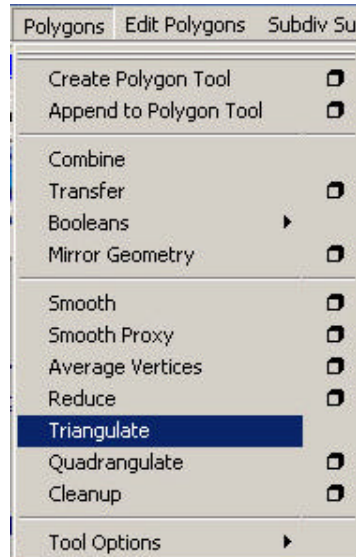 Polygons Edit Polygons Subdiv Su
Create Polygon Tool
Append to Polygon Tool
Combine
Transfer
Booleans
Mirror Geometry
Smooth
Smooth Proxy
Average Vertices
Reduce
Triangulate
Quadrangulate
Cleanup
Tool Options